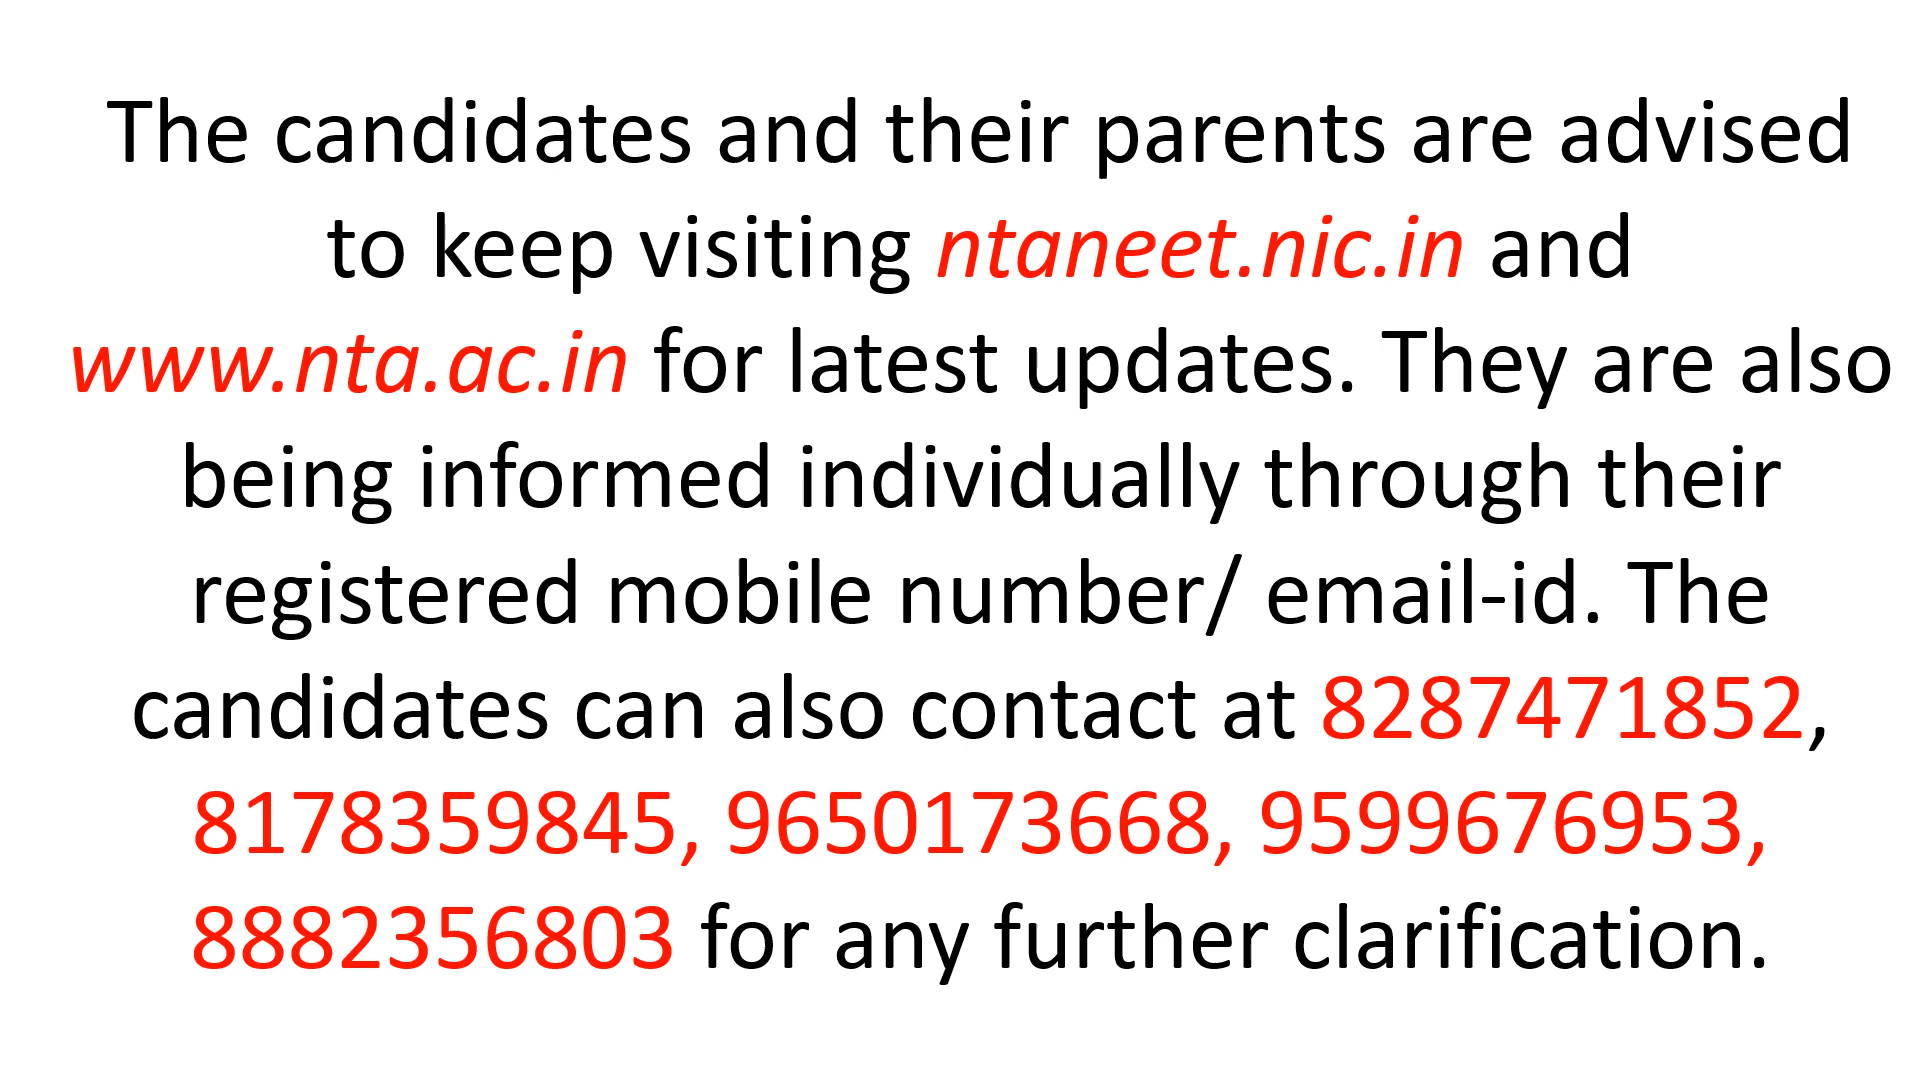 The candidates and their parents are advised
to keep visiting ntaneet.nic.in and
www.nta.ac.in for latest updates. They are also
being informed individually through their
registered mobile number/ email-id. The
candidates can also contact at 8287471852,
8178359845, 9650173668, 9599676953,
8882356803 for any further clarification.